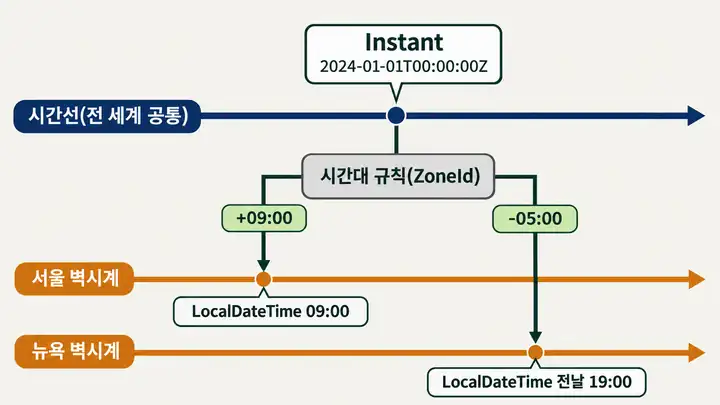 Instant
2024-01-01T00:00:00Z
시간선(전 세계 공통)
시간대 규칙(ZoneId)
+09:00
-05:00
서울 벽시계
LocalDateTime 09:00
뉴욕 벽시계
LocalDateTime 전날 19:00